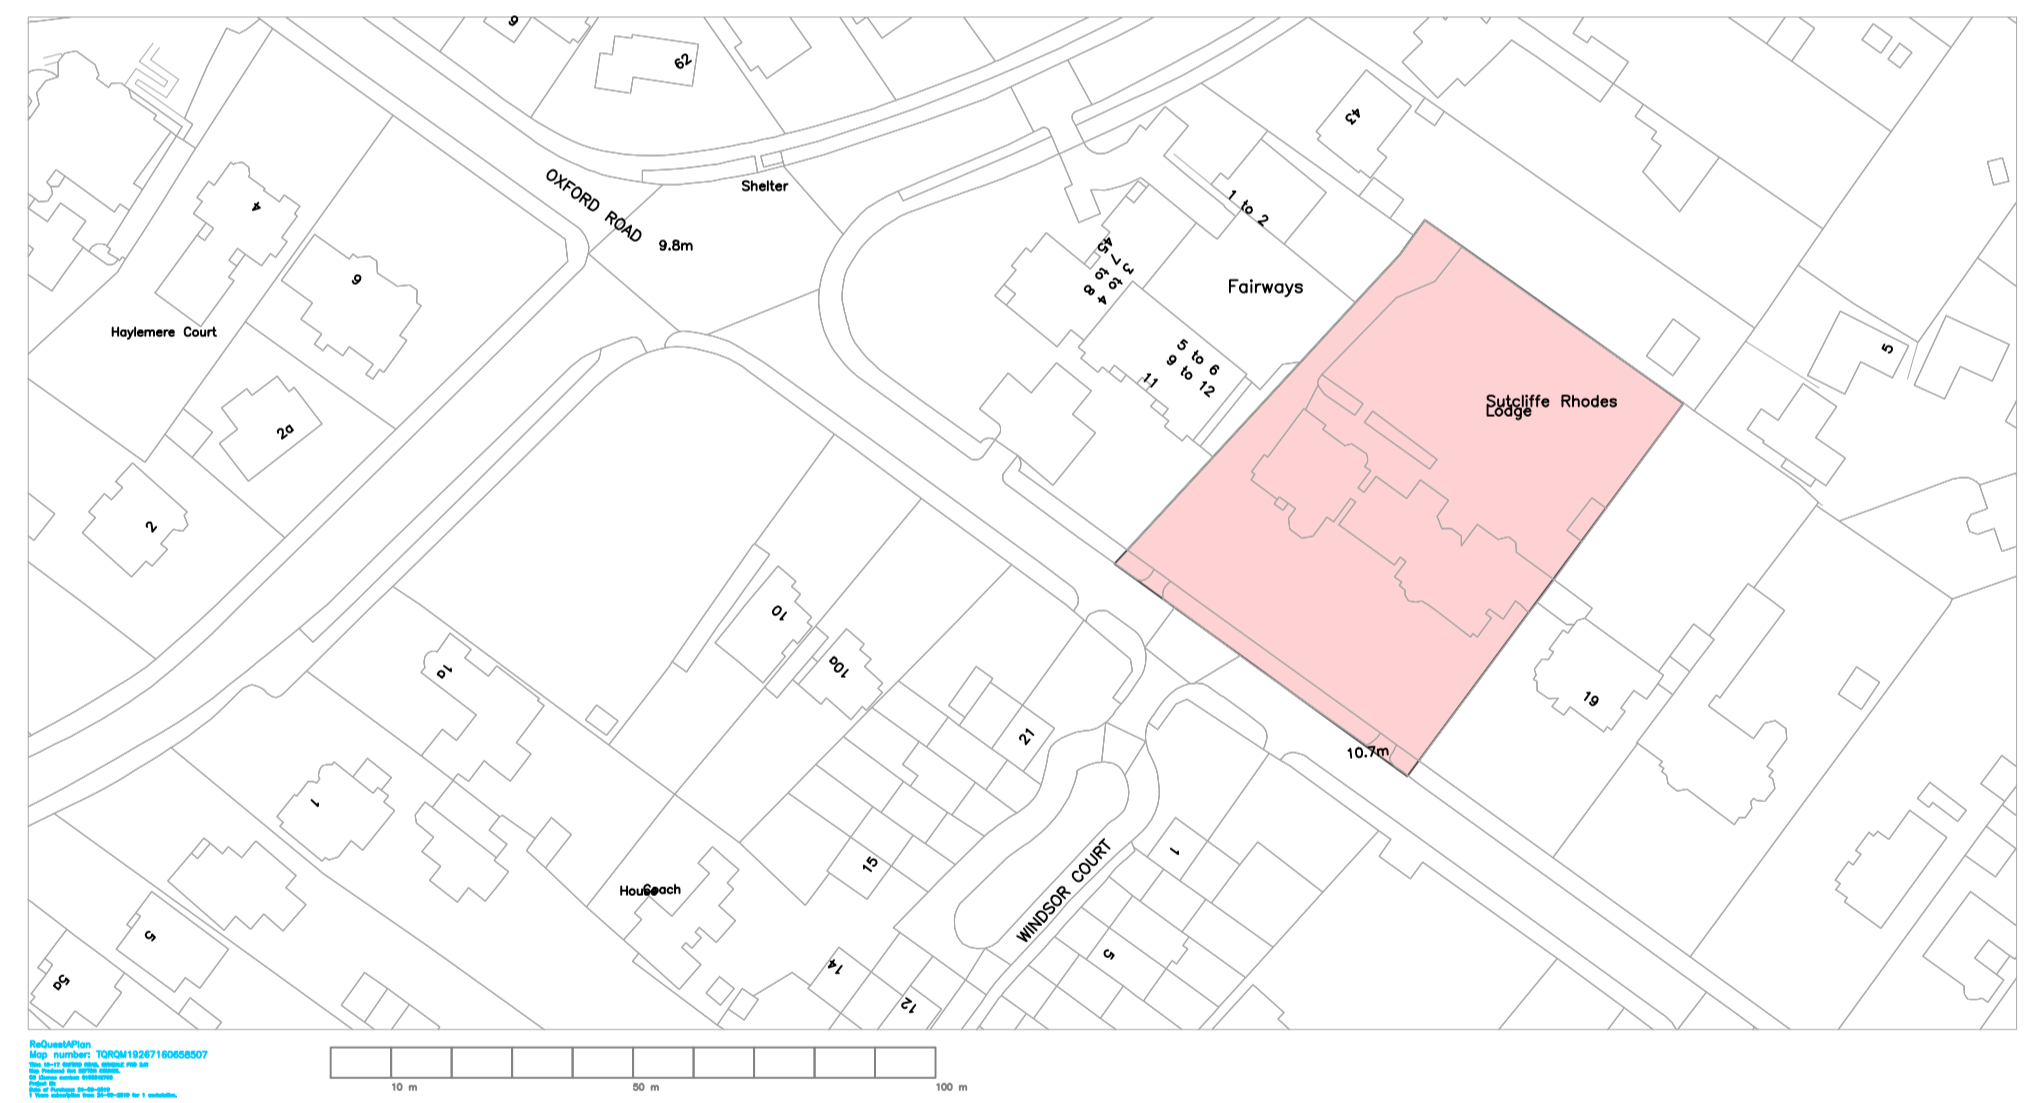 9
62
43
OXFORD ROAD
Shelter
4
1 to 2
9.8m
45
3 to 4
7 to 8
Fairways
6
Haylemere Court
5 to 6
9 to 12
11
5
Sutcliffe Rhodes
Lodge
2a
2
10
10a
1a
19
21
10.7m
1
15
1
Coach
House
WINDSOR COURT
5
5
5a
14
12
ReQuestAPlan
Map number: TQRQM19267160658507
10 m
50 m
100 m